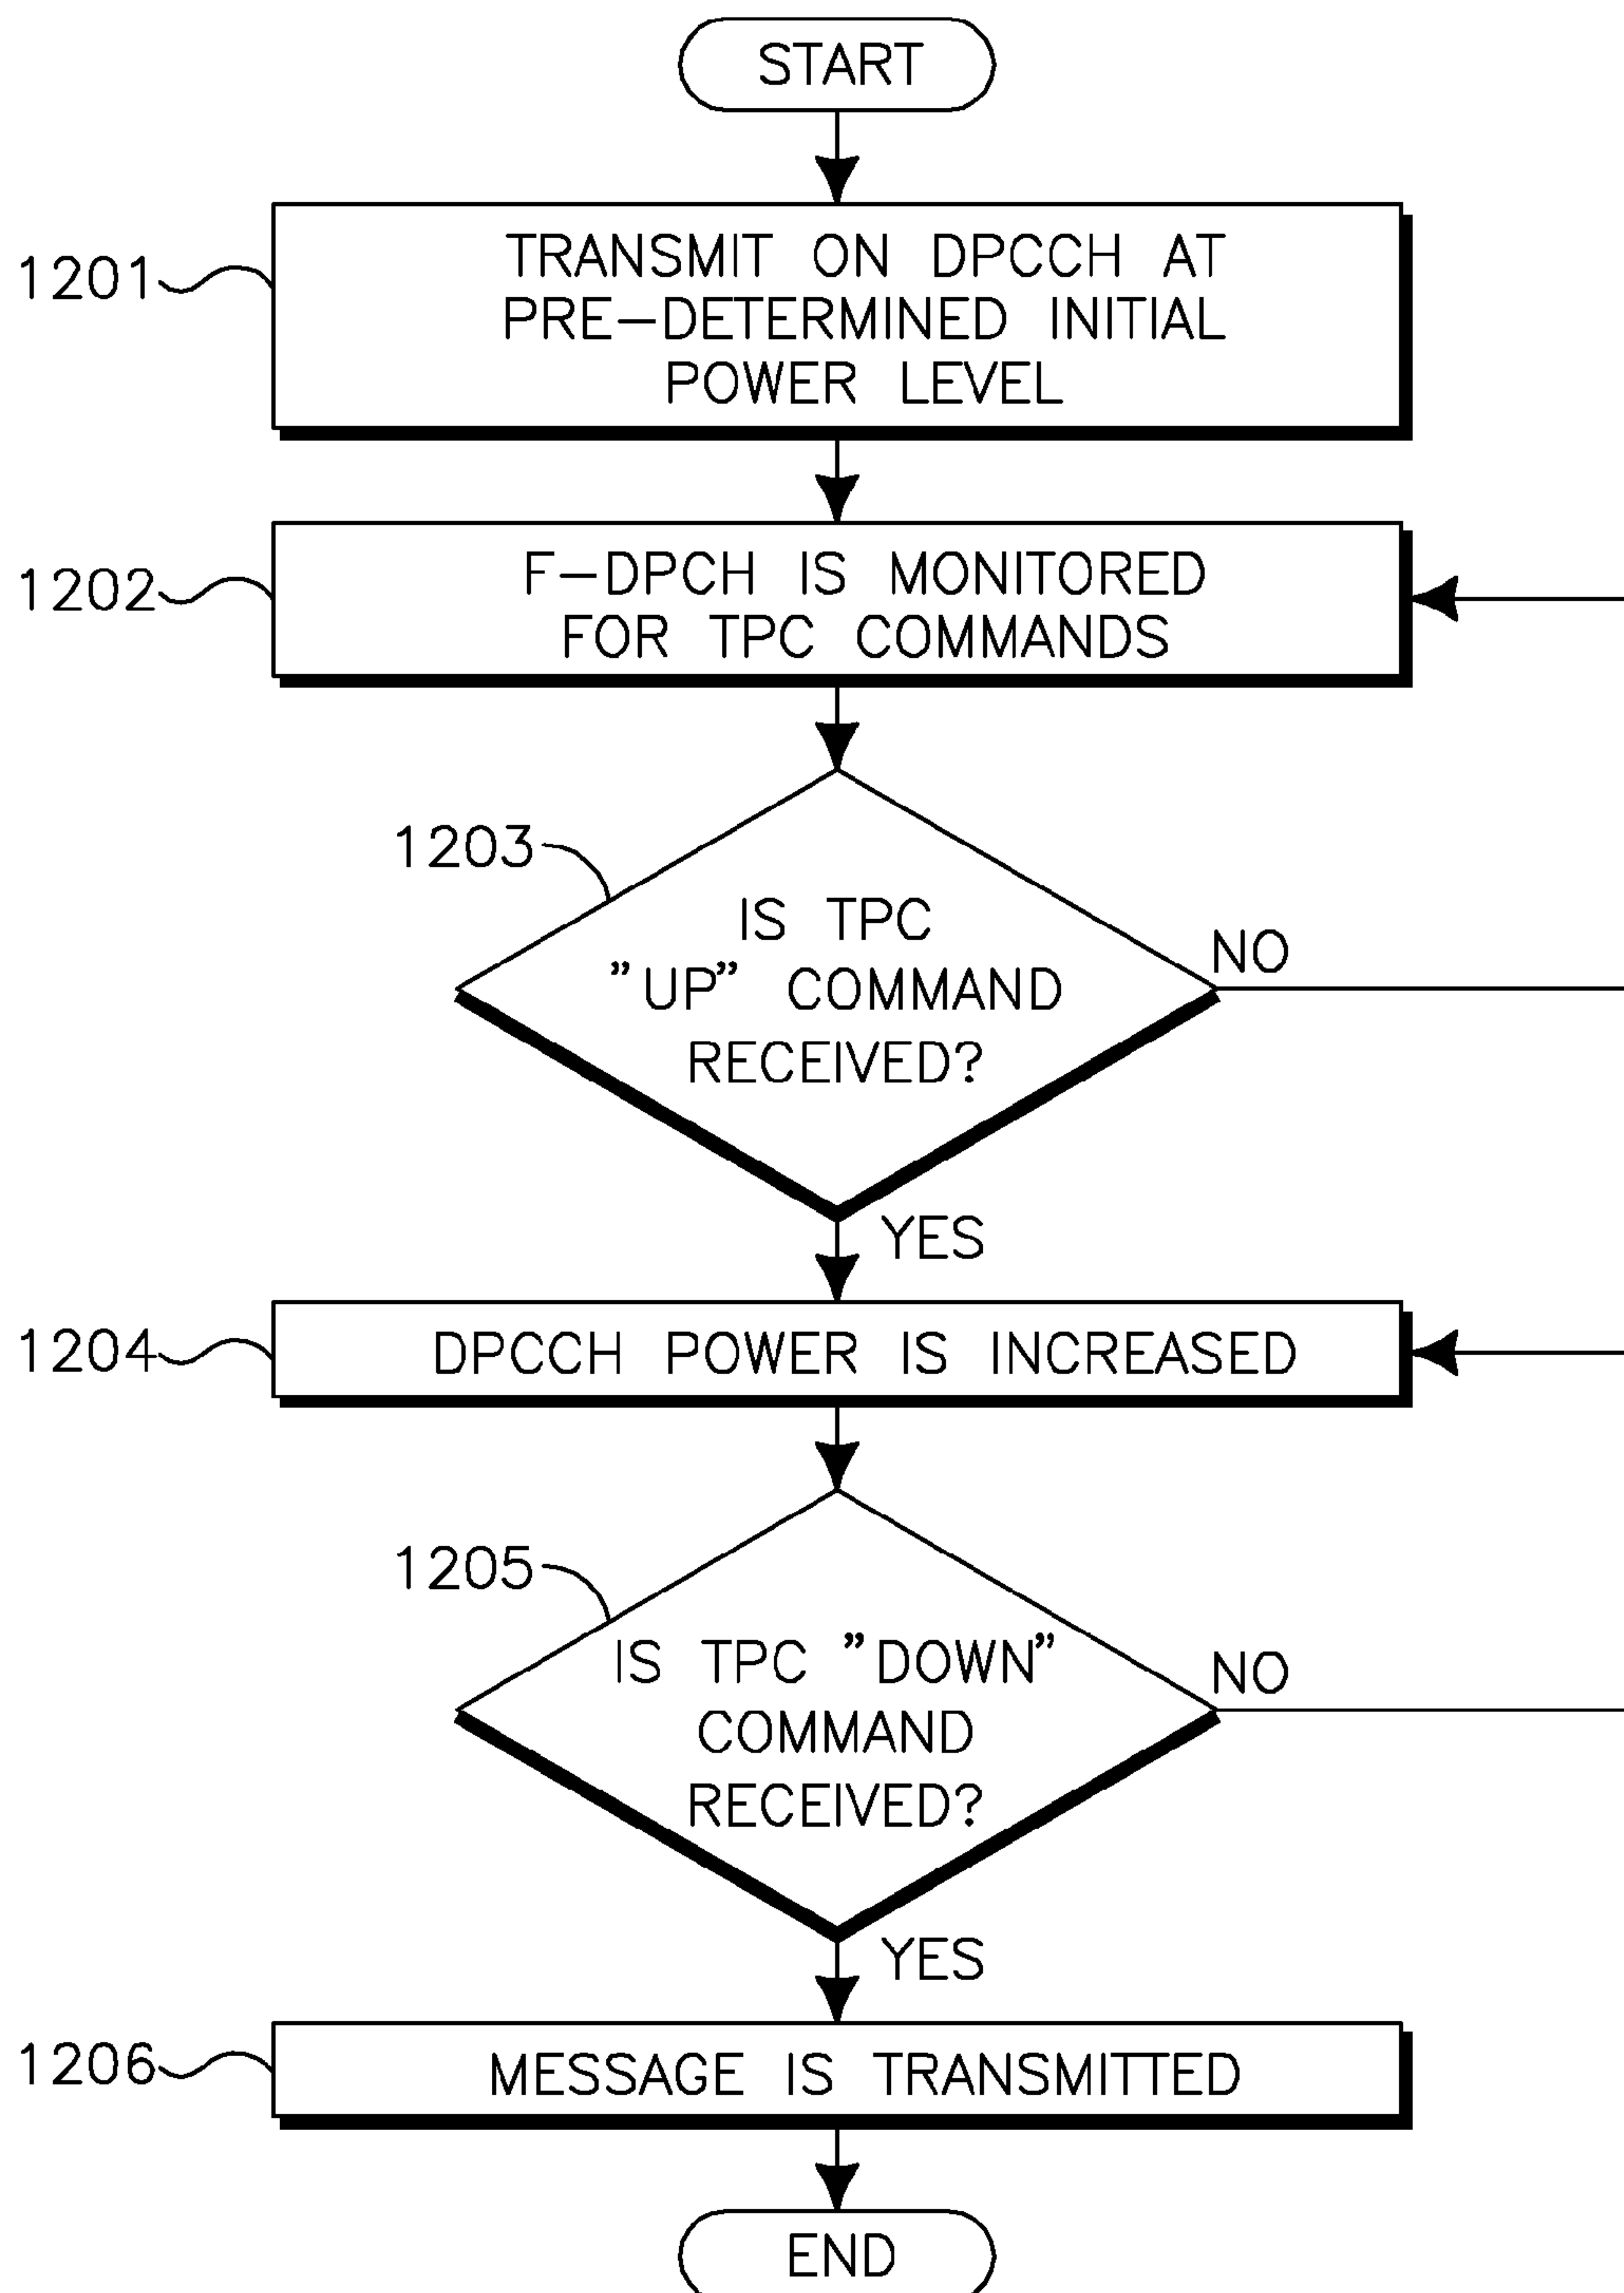 START
1201
TRANSMIT ON DPCCH AT
PRE-DETERMINED INITIAL
POWER LEVEL
1202
F-DPCH IS MONITORED
FOR TPC COMMANDS
1203
IS TPC
"UP" COMMAND
RECEIVED?
NO
YES
1204
DPCCH POWER IS INCREASED
1205
IS TPC "DOWN"
COMMAND
RECEIVED?
NO
YES
1206
MESSAGE IS TRANSMITTED
END